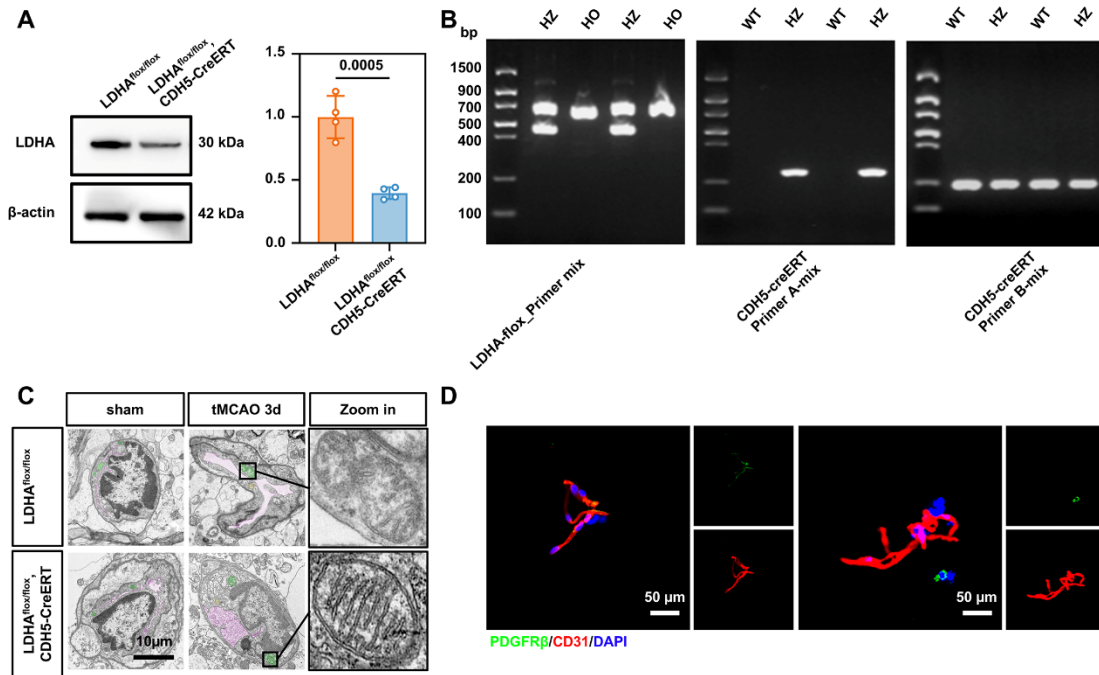 A
LDHAflox/flox
LDHAflox/flox,
CDH5-CreERT
LDHA
30 kDa
β-actin
42 kDa
1.5
1.0
0.5
0.0
0.0005
LDHAflox/flox
LDHAflox/flox
CDH5-CreERT
B
bp
HZ
HO
HZ
HO
1500
900
700
500
400
200
100
LDHA-flox_Primer mix
WT
HZ
WT
HZ
CDH5-creERT
Primer A-mix
WT
HZ
WT
HZ
CDH5-creERT
Primer B-mix
C
sham
tMCAO 3d
Zoom in
LDHAflox/flox
LDHAflox/flox,
CDH5-CreERT
10μm
D
50 μm
50 μm
PDGFRβ/CD31/DAPI